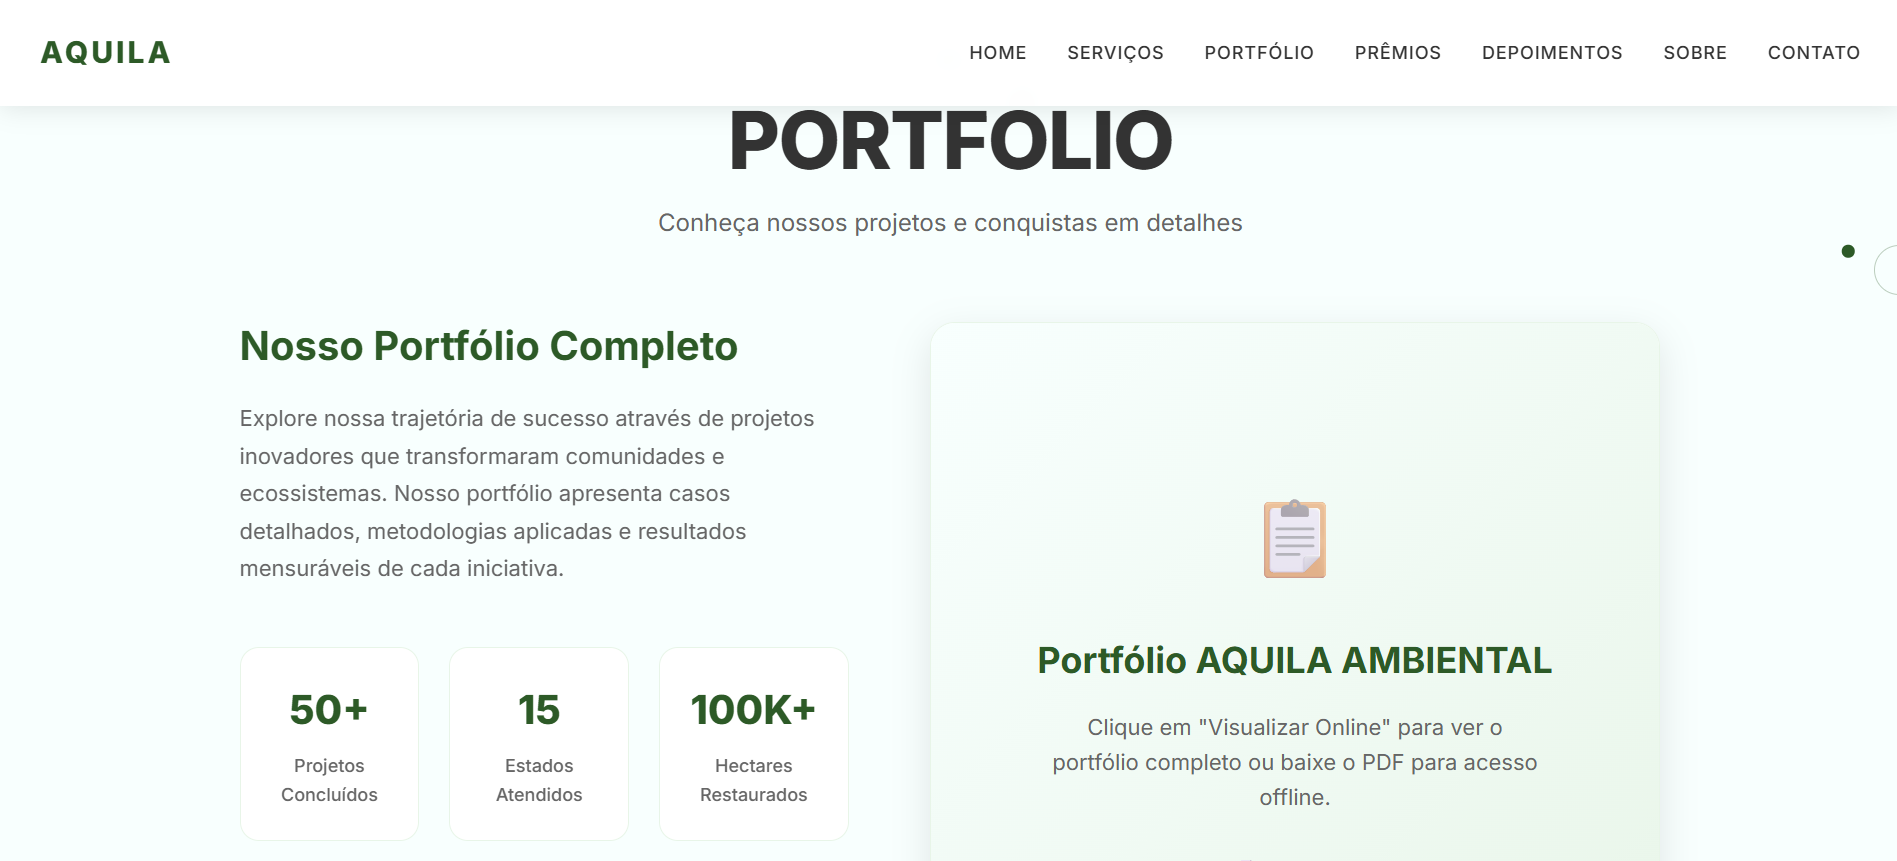 AQUILA
HOME SERVIÇOS PORTFÓLIO PRÊMIOS DEPOIMENTOS SOBRE CONTATO
PORTFOLIO
Conheça nossos projetos e conquistas em detalhes
Nosso Portfólio Completo
Explore nossa trajetória de sucesso através de projetos
inovadores que transformaram comunidades e
ecossistemas. Nosso portfólio apresenta casos
detalhados, metodologias aplicadas e resultados
mensuráveis de cada iniciativa.
50+
Projetos
Concluídos
15
Estados
Atendidos
100K+
Hectares
Restaurados
Portfólio AQUILA AMBIENTAL
Clique em "Visualizar Online" para ver o
portfólio completo ou baixe o PDF para acesso
offline.